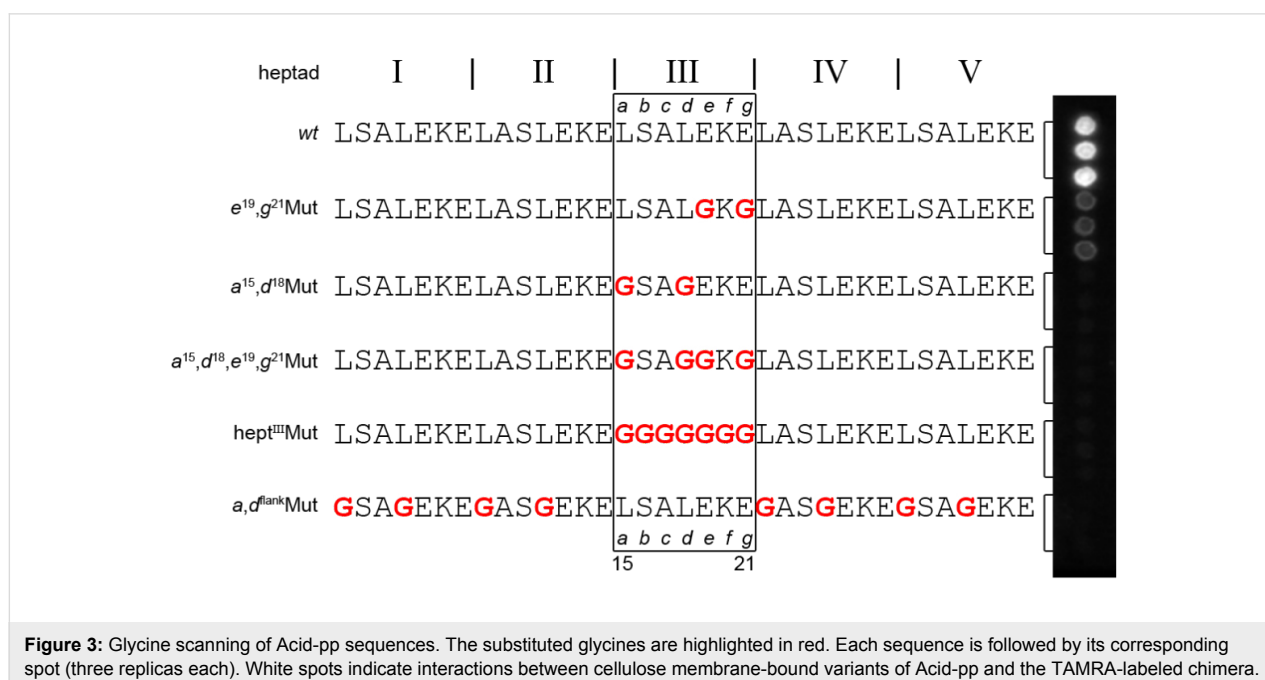 heptad I | II | III | IV | V
a b c d e f g
wt LSALEKELASLEKELSALEKELASLEKELSALEKE
e19,g21Mut LSALEKELASLEKELSALGKGLASLEKELSALEKE
a15,d18Mut LSALEKELASLEKEGSAGEKELASLEKELSALEKE
a15,d18,e19,g21Mut LSALEKELASLEKEGSAGGKGLASLEKELSALEKE
heptIIIMut LSALEKELASLEKEGGGGGGGLASLEKELSALEKE
a,dflankMut GSAGEKEGASGEKELSALEKEGASGEKEGSAGEKE
a b c d e f g
15 21
Figure 3: Glycine scanning of Acid-pp sequences. The substituted glycines are highlighted in red. Each sequence is followed by its corresponding
spot (three replicas each). White spots indicate interactions between cellulose membrane-bound variants of Acid-pp and the TAMRA-labeled chimera.